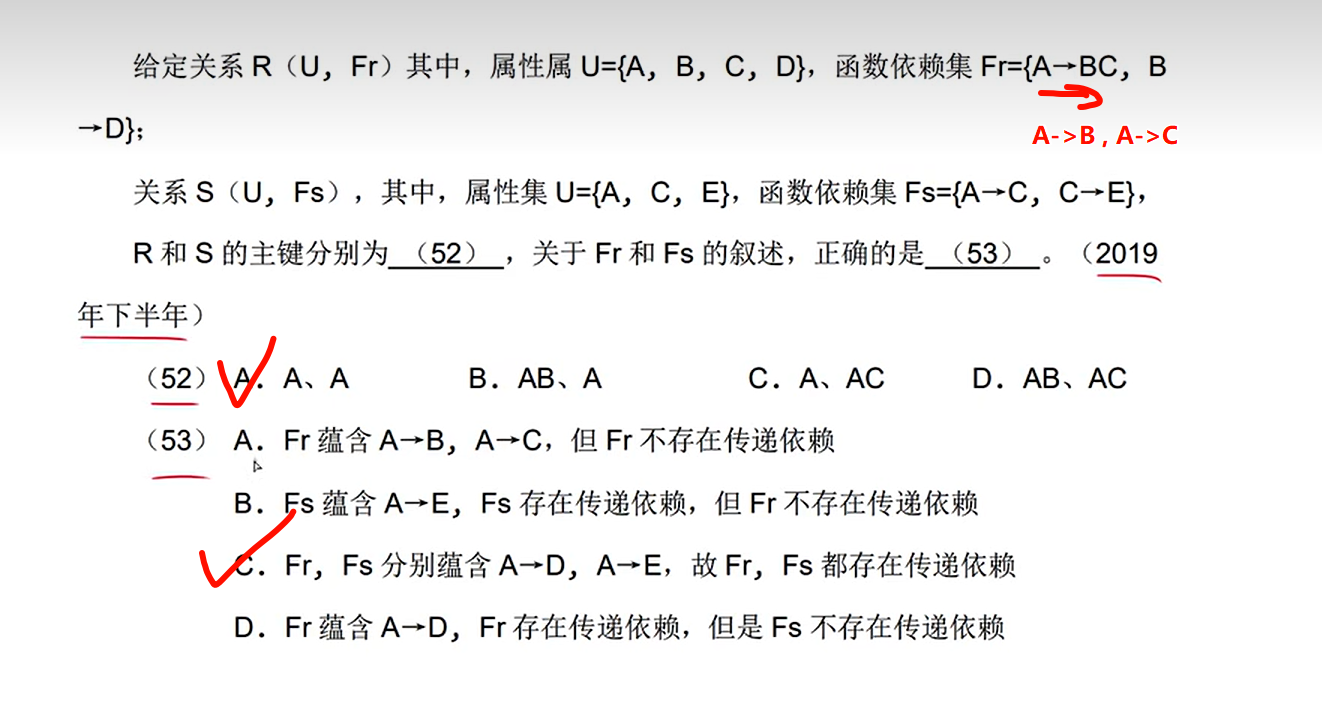 给定关系 R（U，Fr）其中，属性属 U={A，B，C，D}，函数依赖集 Fr={A→BC，B
→D}；
A->B , A->C
关系 S（U，Fs），其中，属性集 U={A，C，E}，函数依赖集 Fs={A→C，C→E}，
R 和 S 的主键分别为（52），关于 Fr 和 Fs 的叙述，正确的是（53）。（2019
年下半年）
（52）A．A、A B．AB、A C．A、AC D．AB、AC
（53）A．Fr 蕴含 A→B，A→C，但 Fr 不存在传递依赖
B．Fs 蕴含 A→E，Fs 存在传递依赖，但 Fr 不存在传递依赖
C．Fr，Fs 分别蕴含 A→D，A→E，故 Fr，Fs 都存在传递依赖
D．Fr 蕴含 A→D，Fr 存在传递依赖，但是 Fs 不存在传递依赖